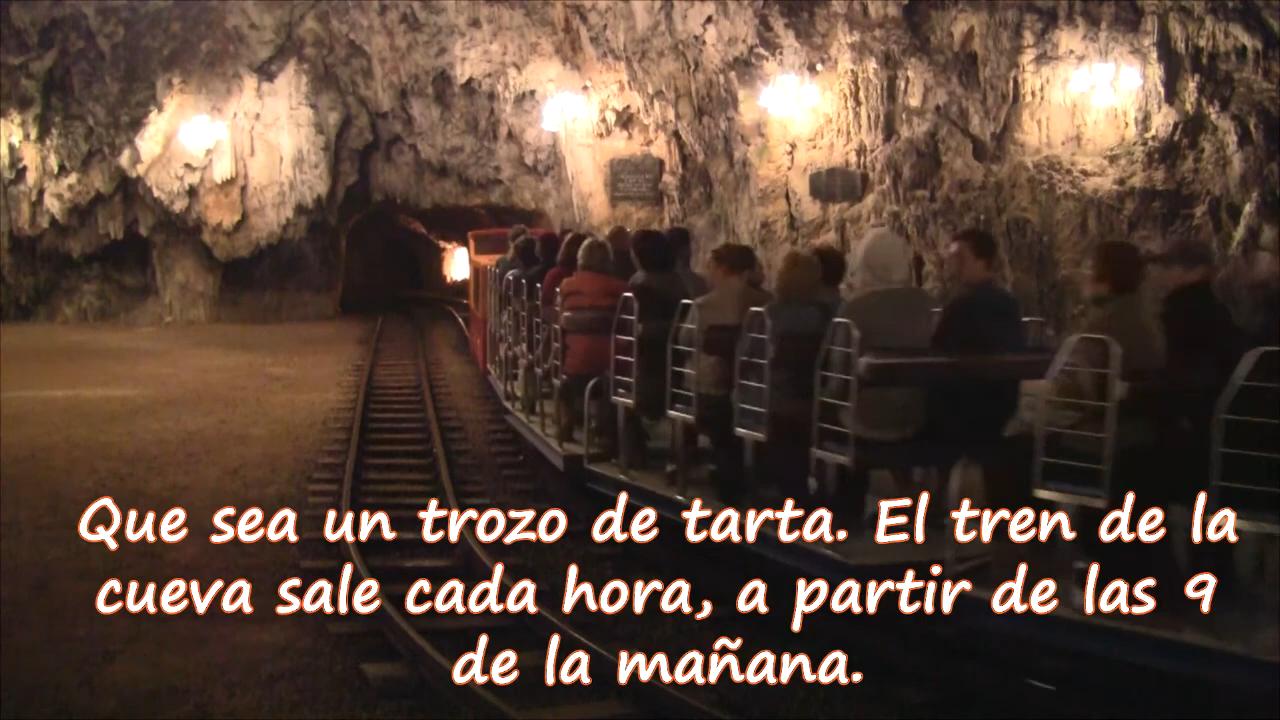 Que sea un trozo de tarta. El tren de la
cueva sale cada hora, a partir de las 9
de la mañana.